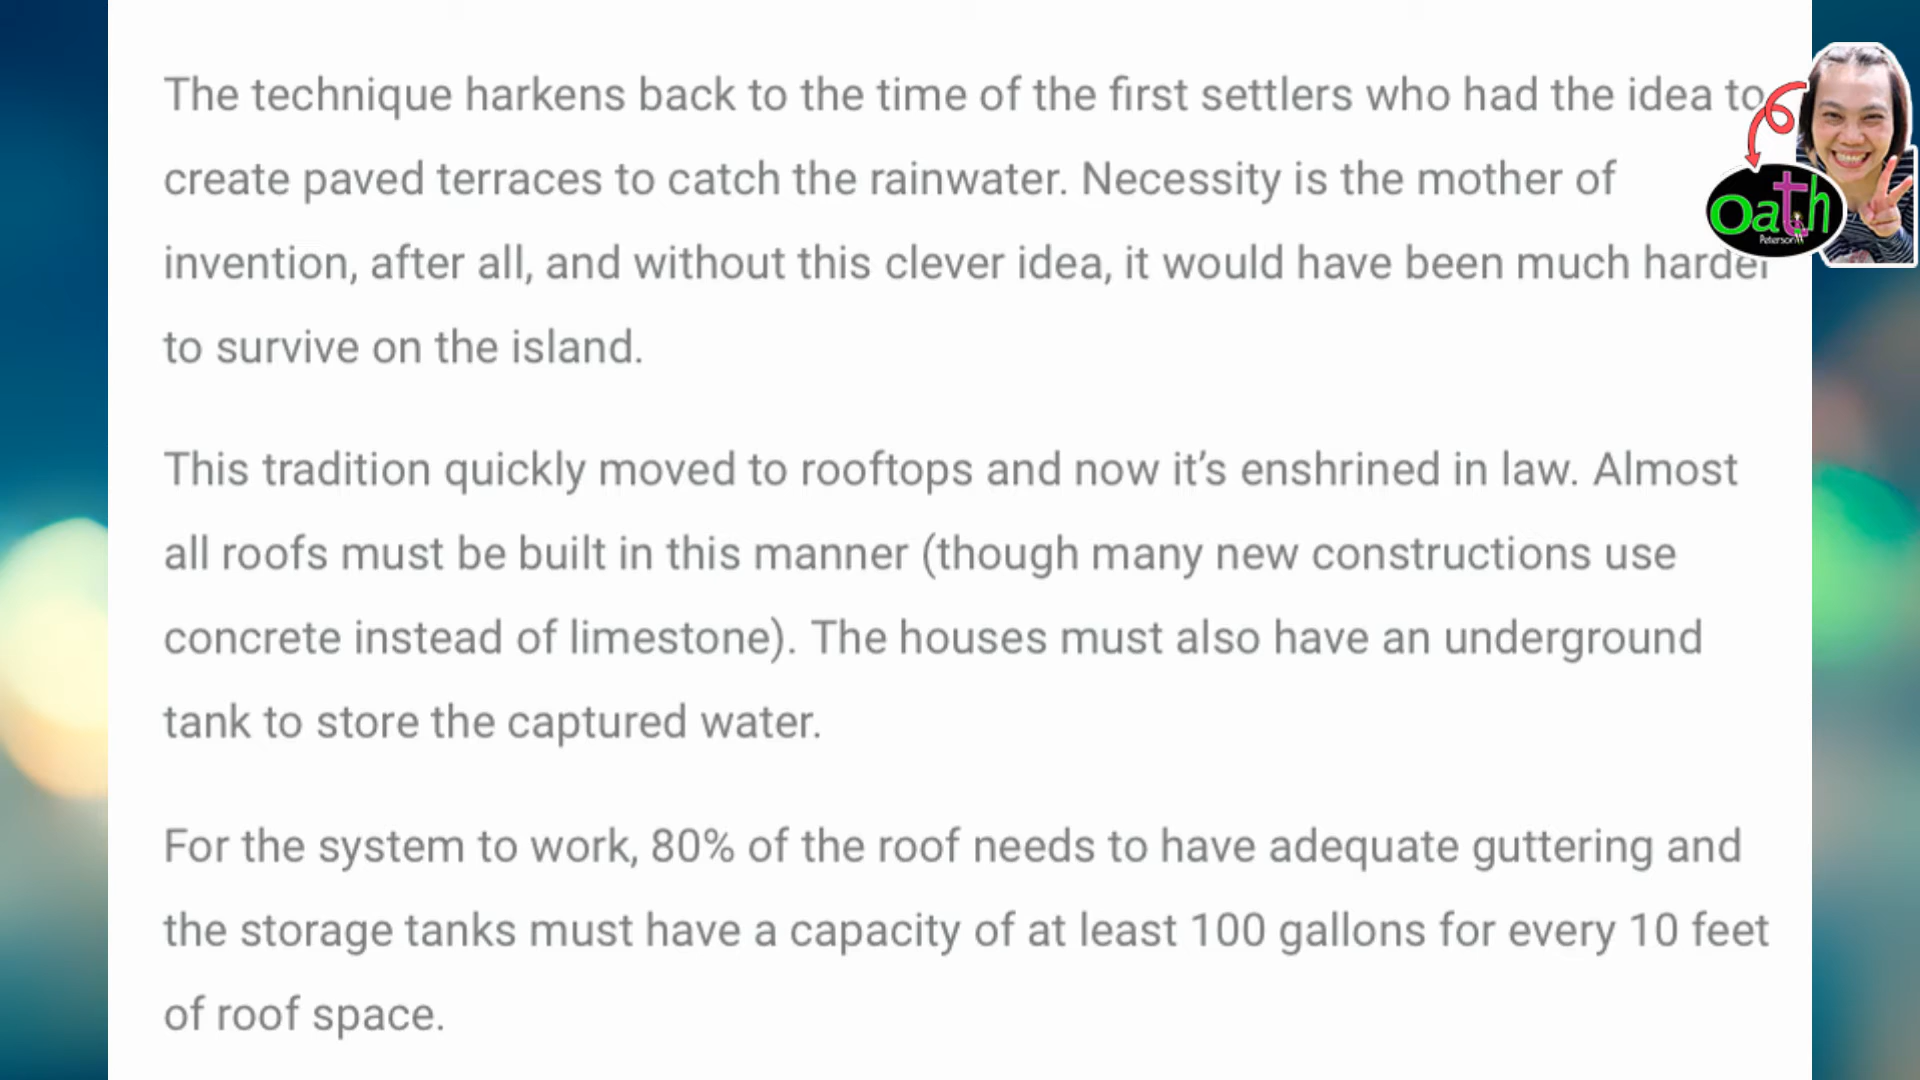 The technique harkens back to the time of the first settlers who had the idea to
create paved terraces to catch the rainwater. Necessity is the mother of
invention, after all, and without this clever idea, it would have been much harder
to survive on the island.
This tradition quickly moved to rooftops and now it’s enshrined in law. Almost
all roofs must be built in this manner (though many new constructions use
concrete instead of limestone). The houses must also have an underground
tank to store the captured water.
For the system to work, 80% of the roof needs to have adequate guttering and
the storage tanks must have a capacity of at least 100 gallons for every 10 feet
of roof space.
Oath
Peterson